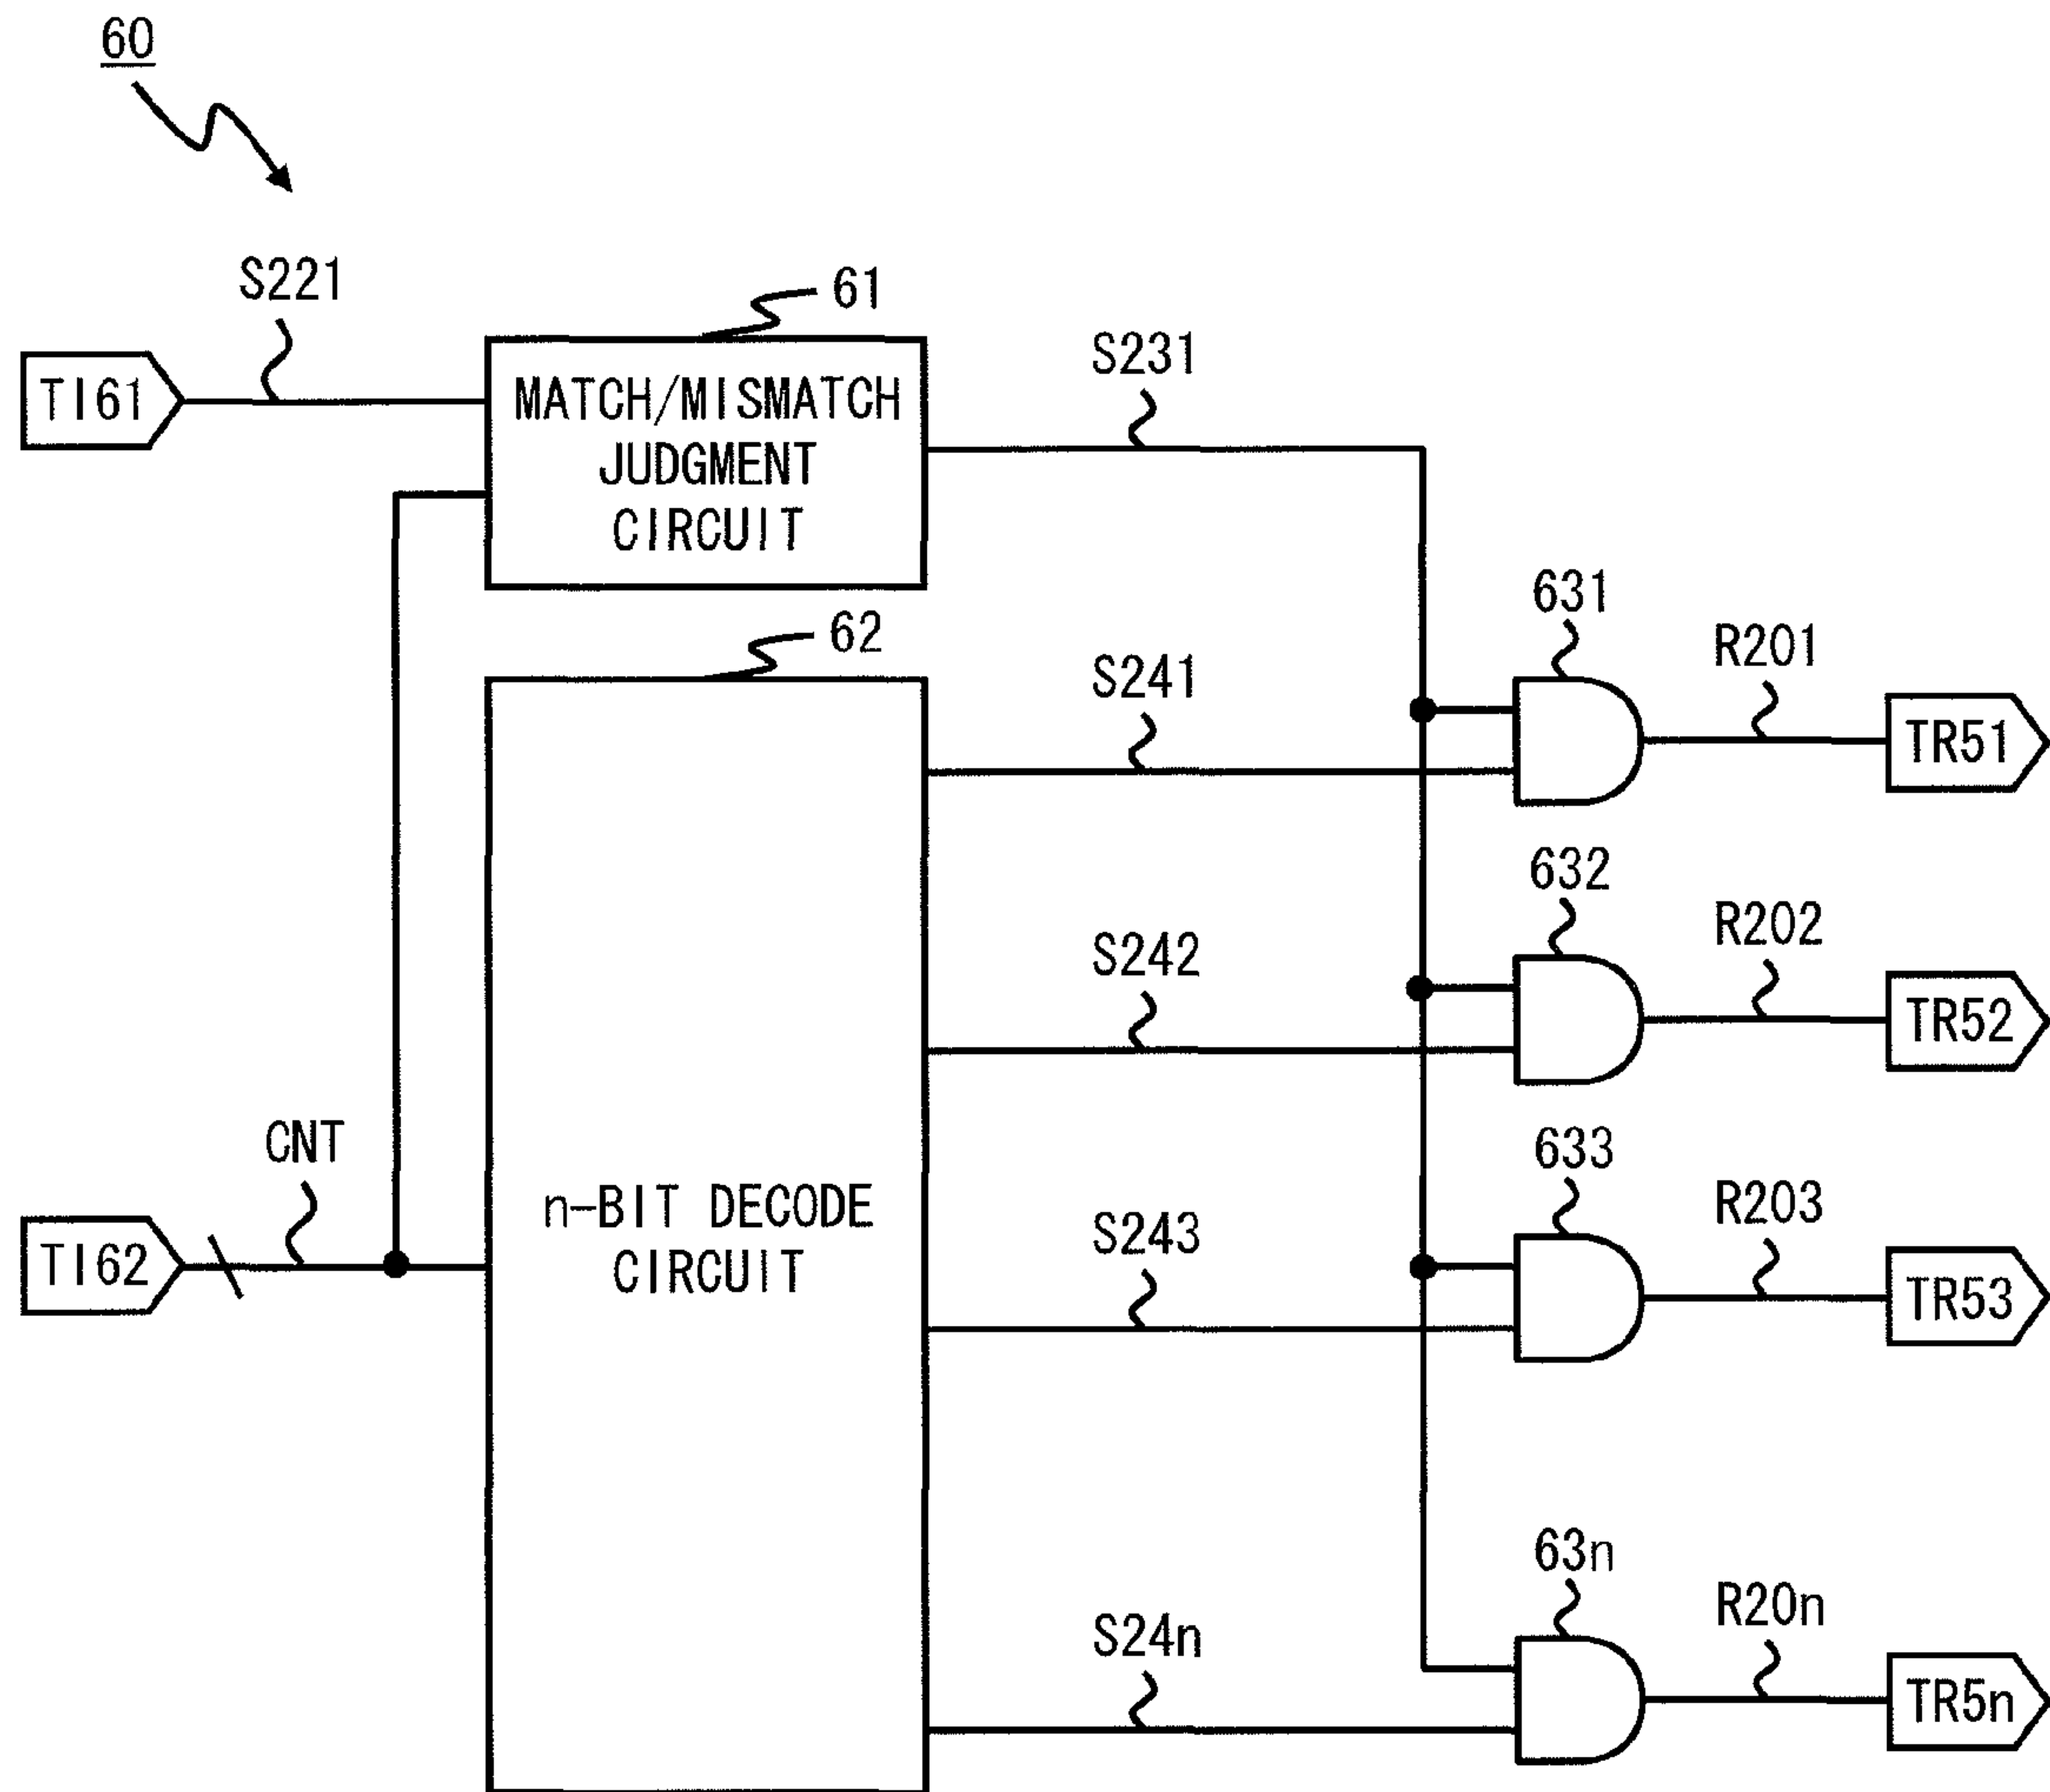 60
S221
61
TI61
MATCH/MISMATCH
JUDGMENT
CIRCUIT
S231
62
631
S241
R201
TR51
632
S242
R202
TR52
CNT
TI62
n-BIT DECODE
CIRCUIT
633
S243
R203
TR53
63n
S24n
R20n
TR5n